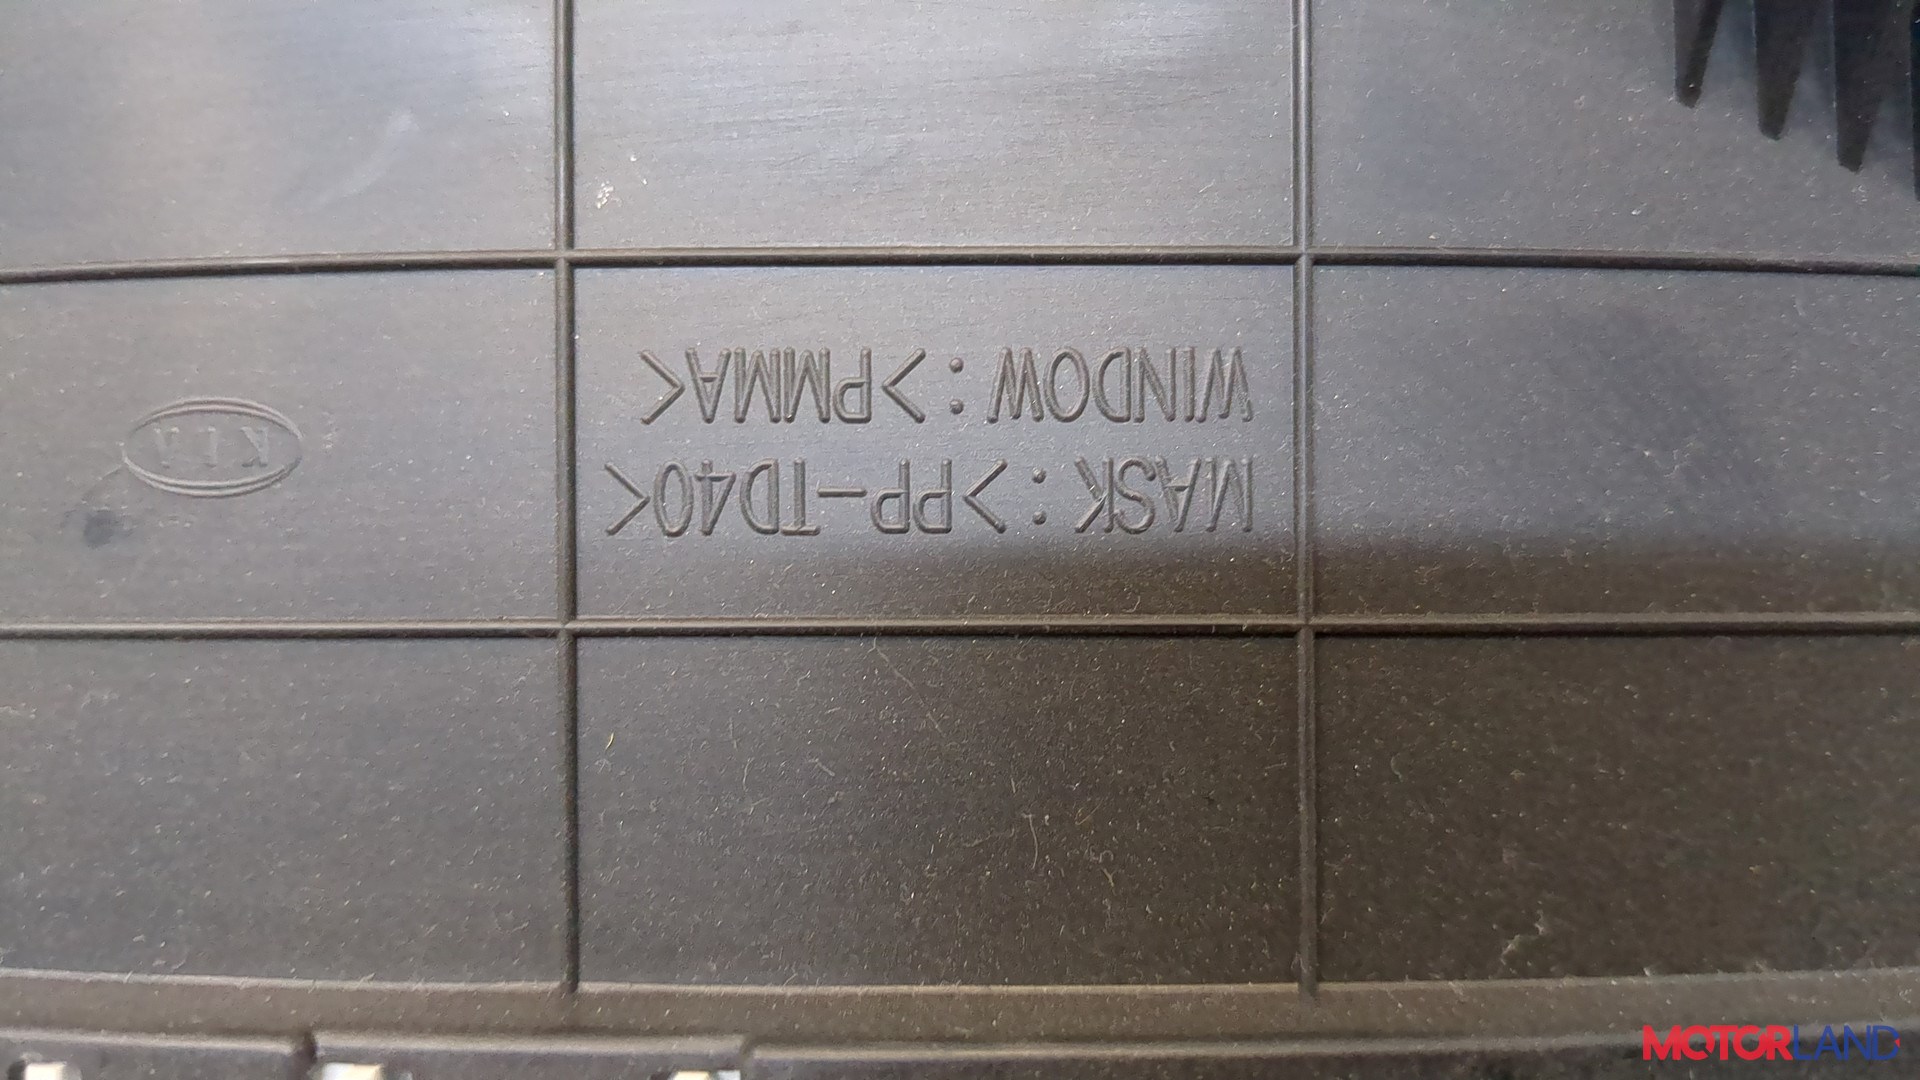 MASK : >PP-TD40<
WINDOW : >PMMA<
KIA
MOTORLAND